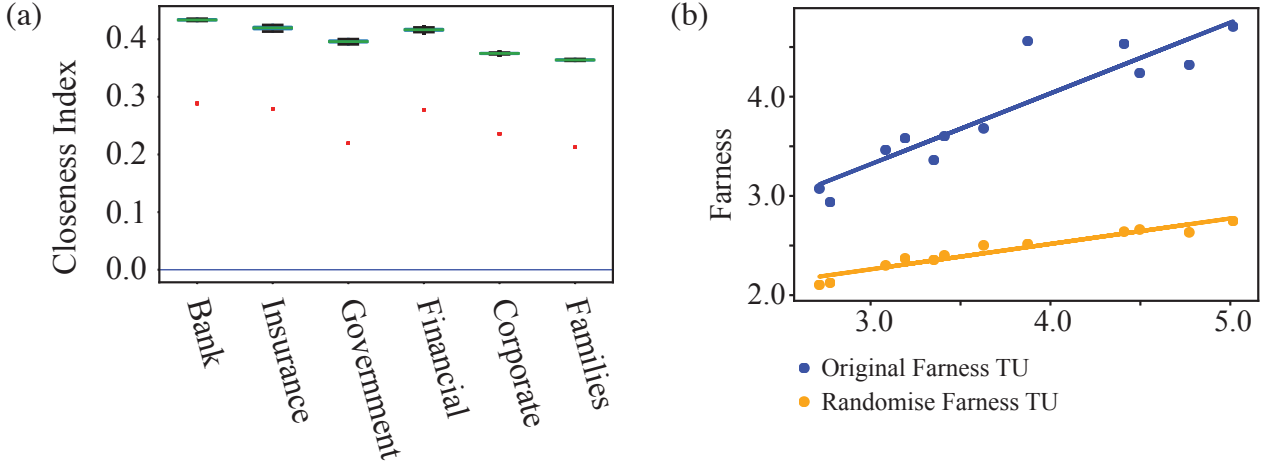 (a)
Closeness Index
0.4
0.3
0.2
0.1
0.0
Bank
Insurance
Government
Financial
Corporate
Families
(b)
Farness
4.0
3.0
2.0
3.0
4.0
5.0
Original Farness TU
Randomise Farness TU